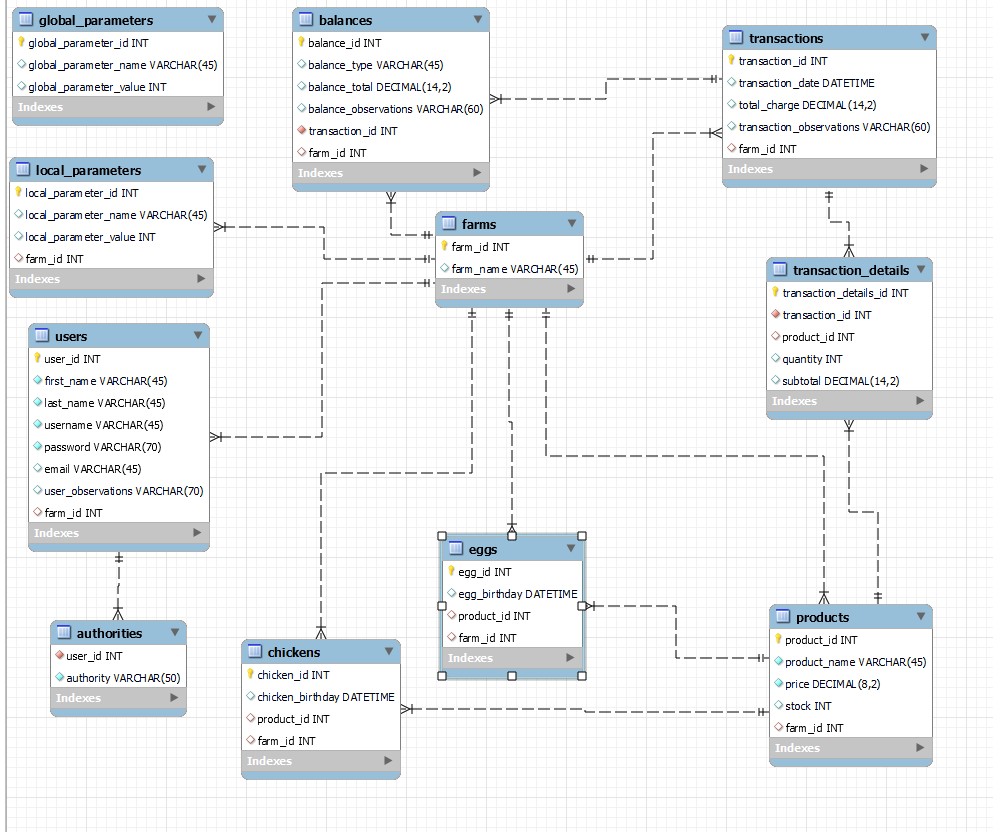 global_parameters
global_parameter_id INT
global_parameter_name VARCHAR(45)
global_parameter_value INT
Indexes
balances
balance_id INT
balance_type VARCHAR(45)
balance_total DECIMAL(14,2)
balance_observations VARCHAR(60)
transaction_id INT
farm_id INT
Indexes
transactions
transaction_id INT
transaction_date DATETIME
total_charge DECIMAL(14,2)
transaction_observations VARCHAR(60)
farm_id INT
Indexes
local_parameters
local_parameter_id INT
local_parameter_name VARCHAR(45)
local_parameter_value INT
farm_id INT
Indexes
farms
farm_id INT
farm_name VARCHAR(45)
Indexes
transaction_details
transaction_details_id INT
transaction_id INT
product_id INT
quantity INT
subtotal DECIMAL(14,2)
Indexes
users
user_id INT
first_name VARCHAR(45)
last_name VARCHAR(45)
username VARCHAR(45)
password VARCHAR(70)
email VARCHAR(45)
user_observations VARCHAR(70)
farm_id INT
Indexes
eggs
egg_id INT
egg_birthday DATETIME
product_id INT
farm_id INT
Indexes
products
product_id INT
product_name VARCHAR(45)
price DECIMAL(8,2)
stock INT
farm_id INT
Indexes
authorities
user_id INT
authority VARCHAR(50)
Indexes
chickens
chicken_id INT
chicken_birthday DATETIME
product_id INT
farm_id INT
Indexes